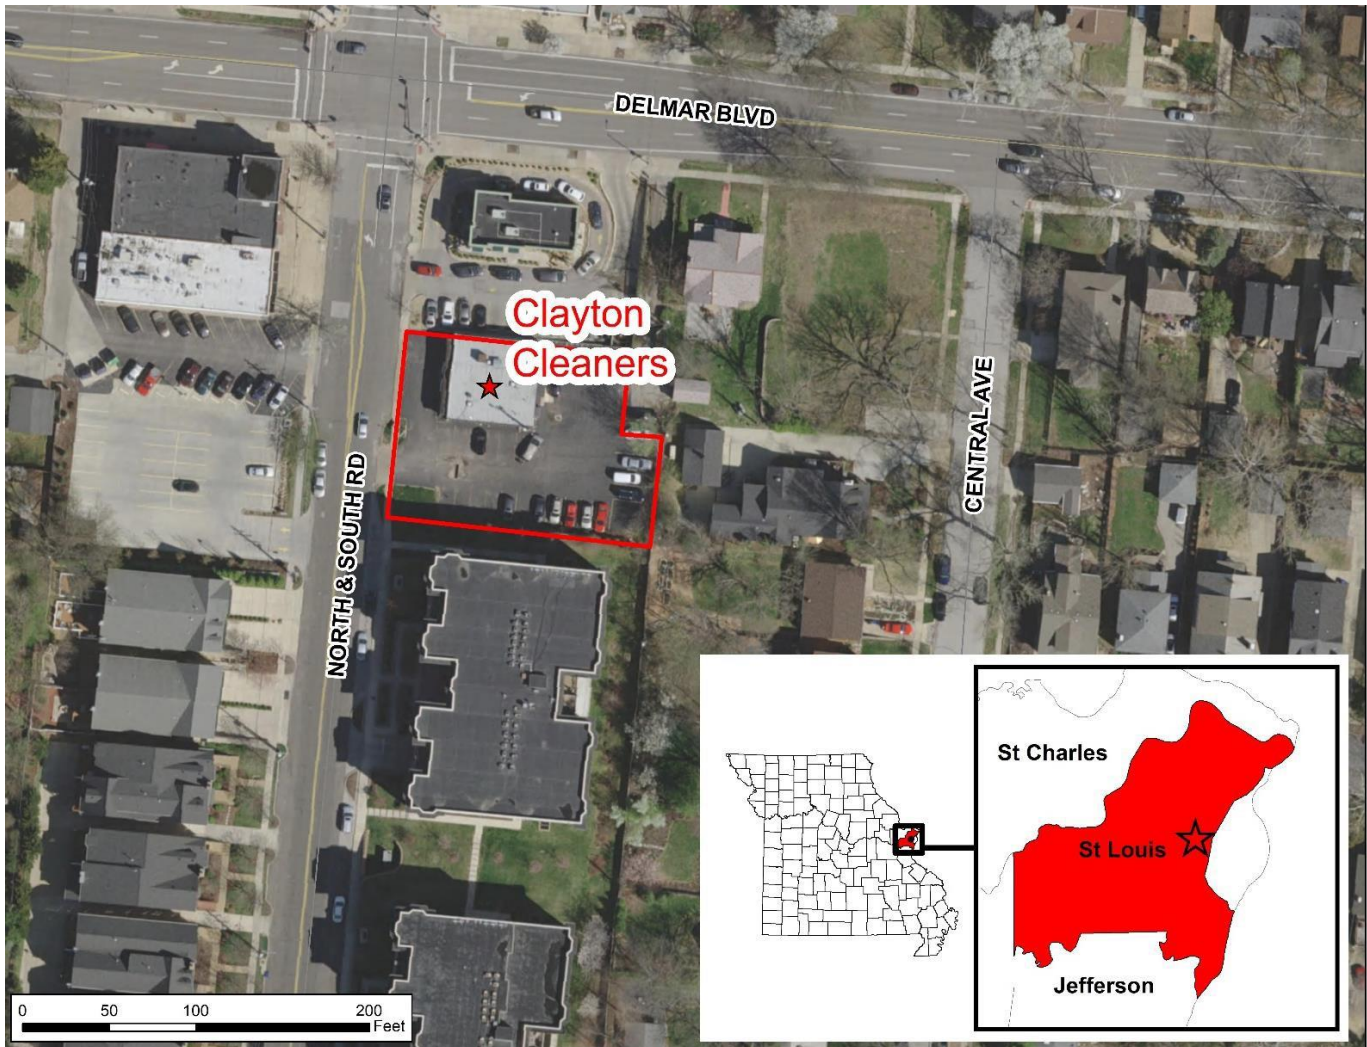 DELMAR BLVD
Clayton
Cleaners
CENTRAL AVE
NORTH & SOUTH RD
St Charles
St Louis
Jefferson
0 50 100 200
Feet